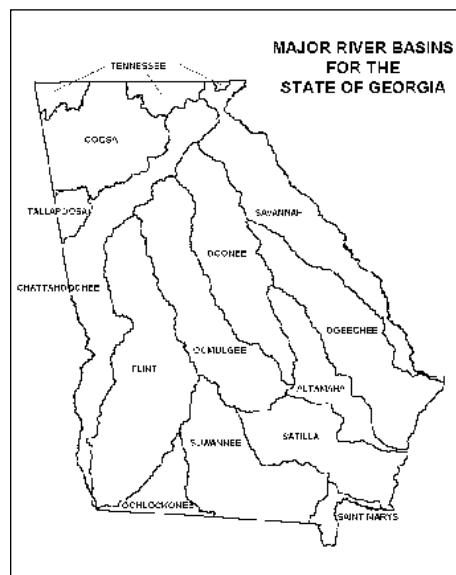 MAJOR RIVER BASINS
FOR THE
STATE OF GEORGIA
TENNESSEE
COOSA
TALLAPOOSA
SAVANNAH
OCONEE
CHATTAHOOCHEE
OGEECHEE
OCMULGEE
FLINT
ALTAMAHA
SATILLA
SUWANNEE
OCHLOCKONEE
SAINT MARYS